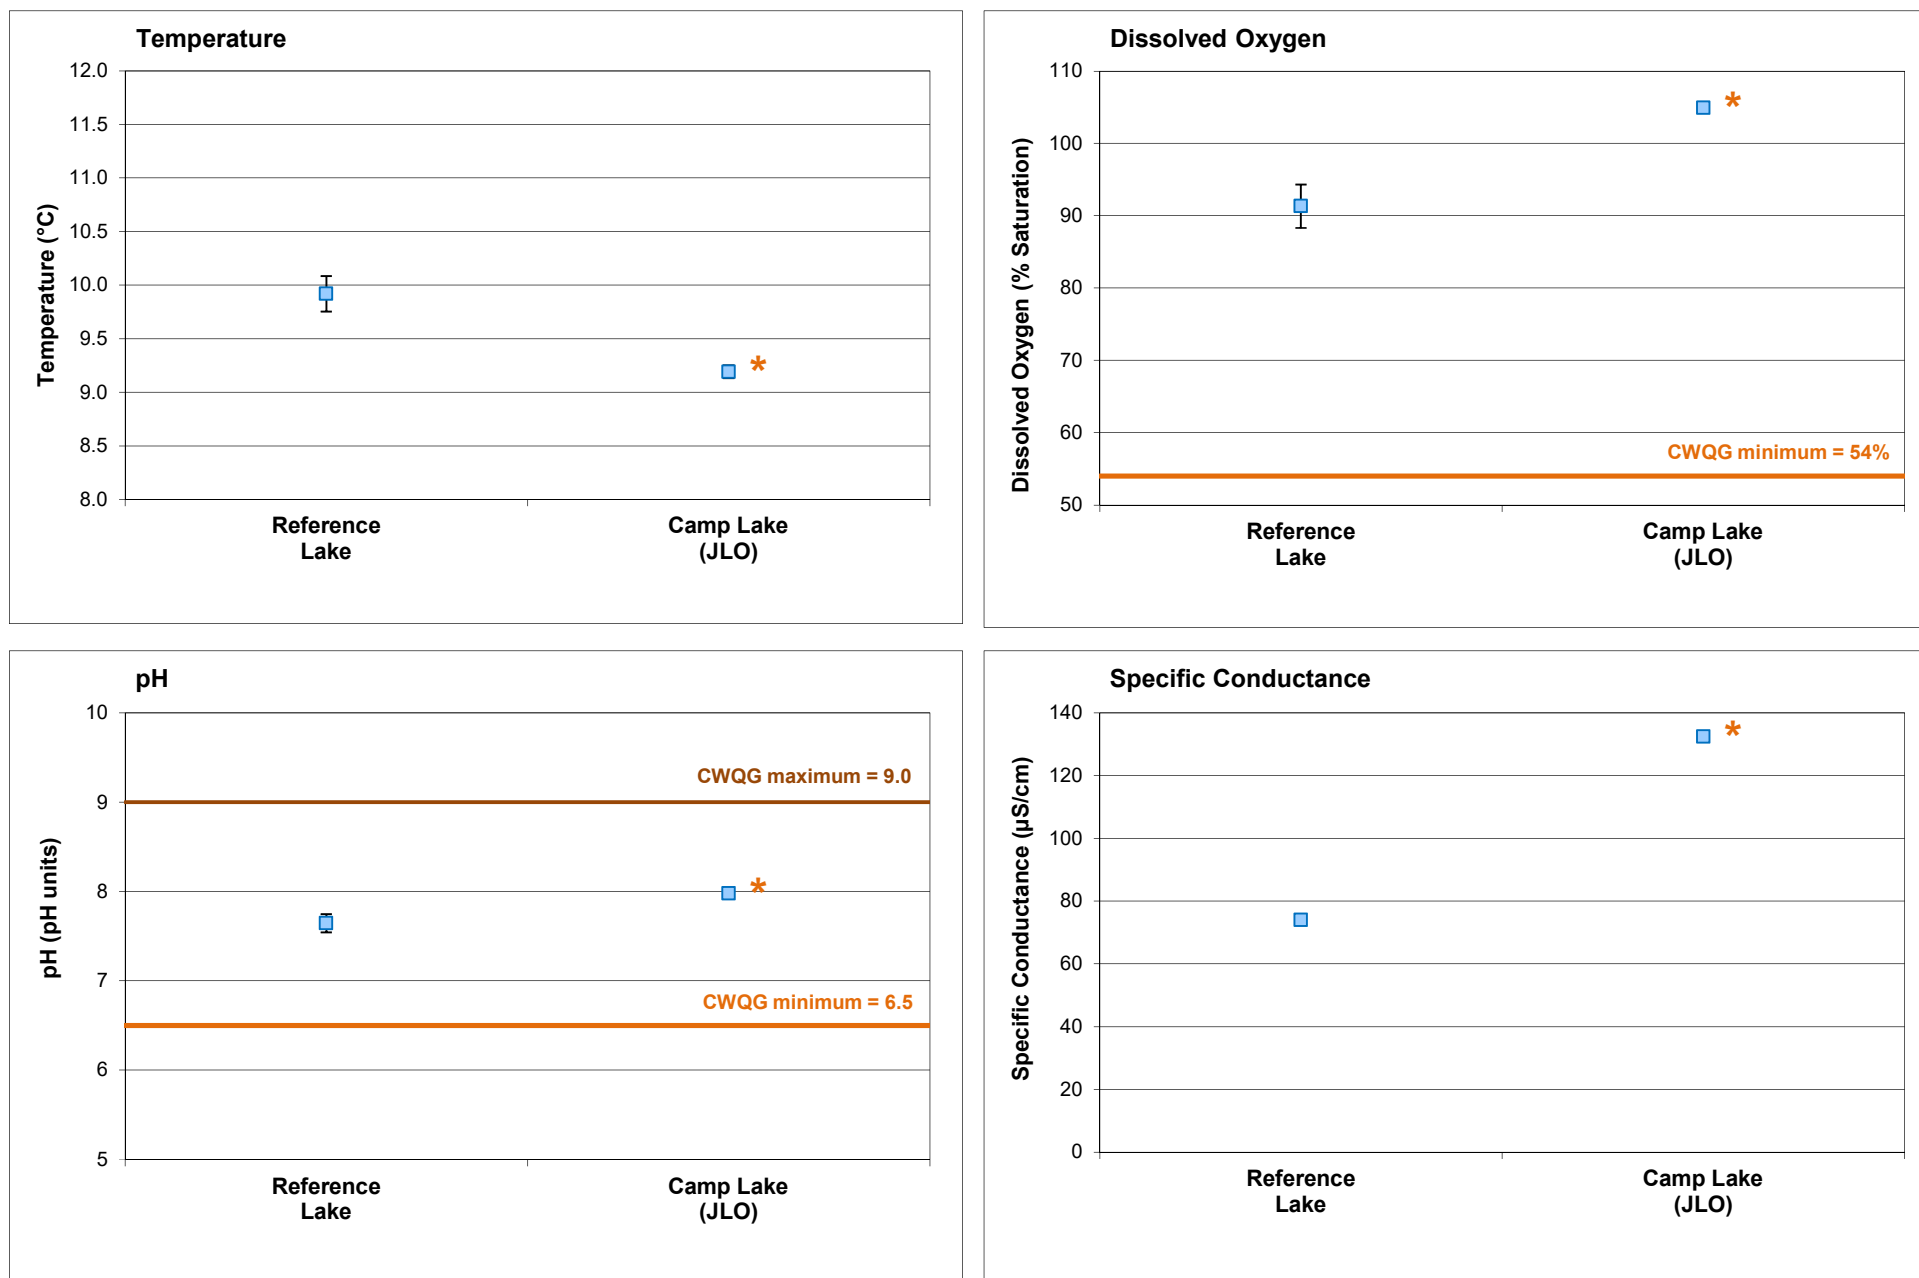 Temperature
12.0
11.5
11.0
10.5
10.0
9.5
9.0
8.5
8.0
Temperature (°C)
Reference
Lake
Camp Lake
(JLO)
*
Dissolved Oxygen
110
100
90
80
70
60
50
Dissolved Oxygen (% Saturation)
*
CWQG minimum = 54%
Reference
Lake
Camp Lake
(JLO)
pH
10
9
8
7
6
5
pH (pH units)
CWQG maximum = 9.0
*
CWQG minimum = 6.5
Reference
Lake
Camp Lake
(JLO)
Specific Conductance
140
120
100
80
60
40
20
0
Specific Conductance (µS/cm)
*
Reference
Lake
Camp Lake
(JLO)